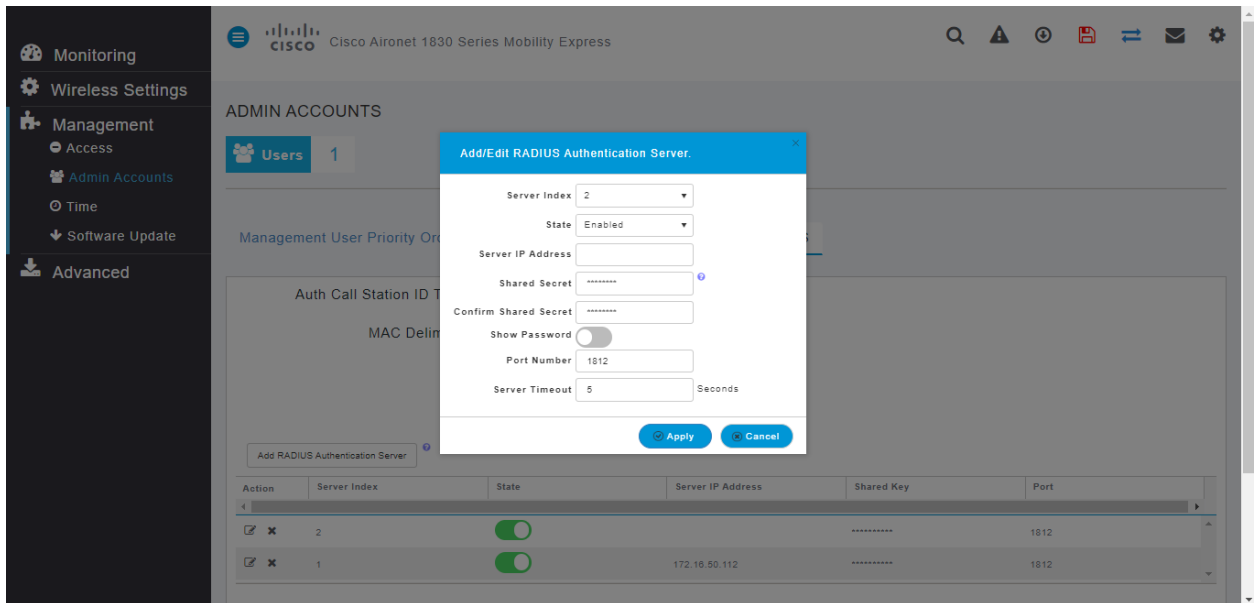 Monitoring
Wireless Settings
Management
Access
Admin Accounts
Time
Software Update
Advanced
CISCO Cisco Aironet 1830 Series Mobility Express
ADMIN ACCOUNTS
Users 1
Management User Priority Or
Auth Call Station ID T
MAC Delim
Add/Edit RADIUS Authentication Server.
Server Index 2
State Enabled
Server IP Address
Shared Secret ********
Confirm Shared Secret ********
Show Password
Port Number 1812
Server Timeout 5 Seconds
Apply Cancel
Add RADIUS Authentication Server
Action Server Index State Server IP Address Shared Key Port
2 ********** 1812
1 172.16.50.112 ********** 1812